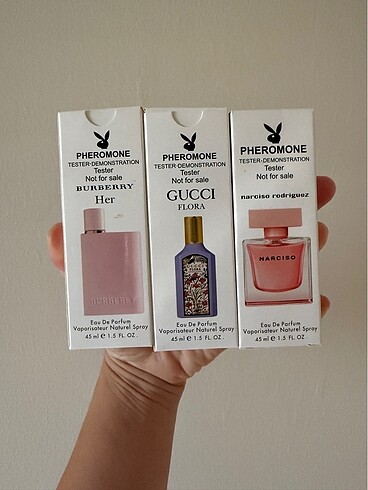 PHEROMONE
TESTER-DEMONSTRATION
Tester
Not for sale
BURBERRY
Her
BURBERRY
Eau De Parfum
Vaporisateur Naturel Spray
45 ml e 1.5 FL. OZ.
PHEROMONE
TESTER-DEMONSTRATION
Tester
Not for sale
GUCCI
FLORA
Eau De Parfum
Vaporisateur Naturel Spray
45 ml e 1.5 FL. OZ.
PHEROMONE
TESTER-DEMONSTRATION
Tester
Not for sale
narciso rodriguez
NARCISO
Eau De Parfum
Vaporisateur Naturel Spray
45 ml e 1.5 FL. OZ.